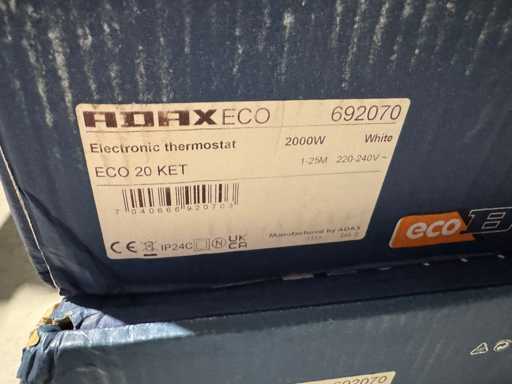 ADAX ECO 692070
Electronic thermostat 2000W White
ECO 20 KET 1-25M 220-240V ~
7 040666 920703
CE IP24C N UK CA
Manufactured by ADAX
eco
692070